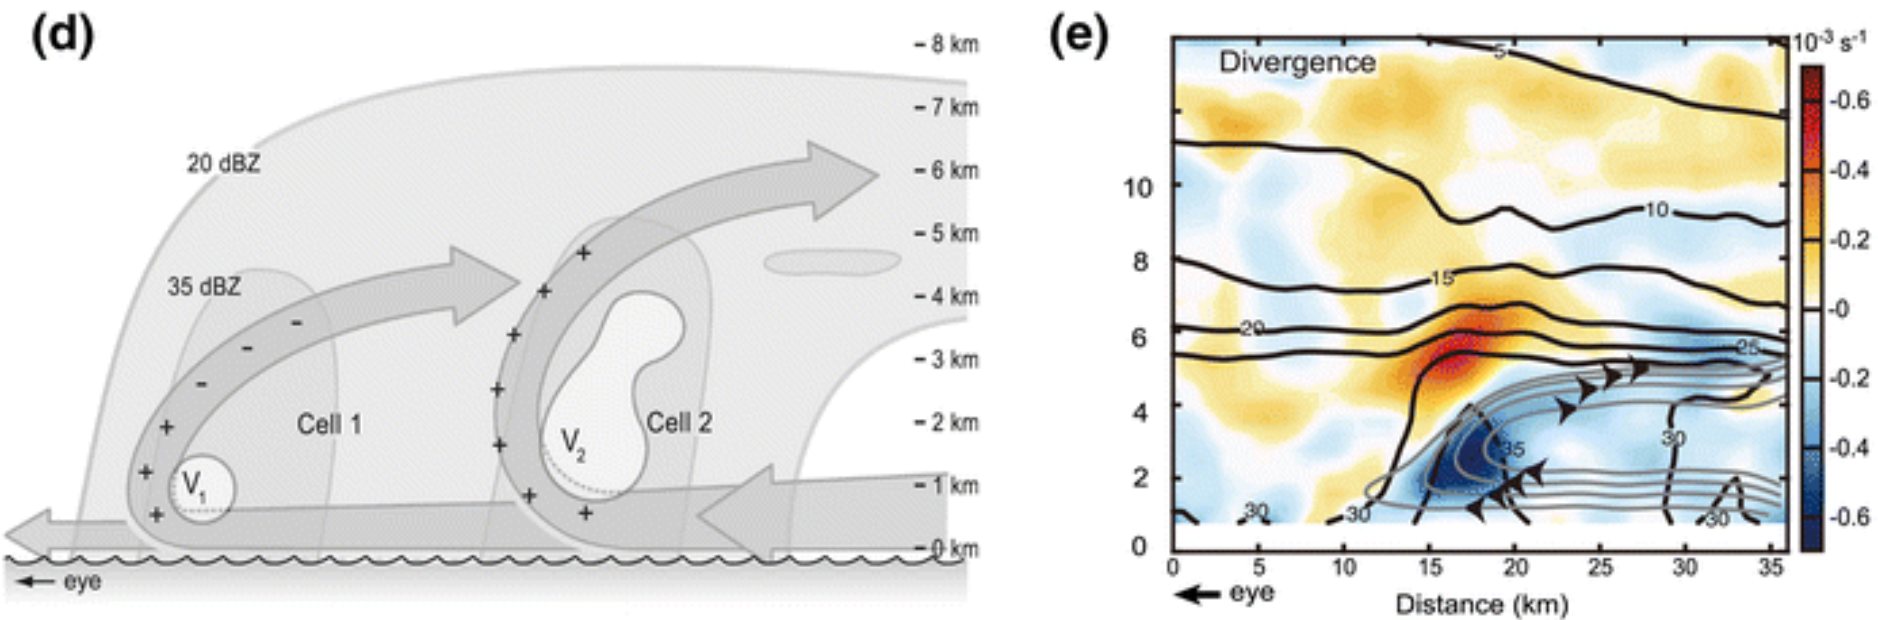 (d)
- 8 km
- 7 km
- 6 km
- 5 km
- 4 km
- 3 km
- 2 km
- 1 km
- 0 km
20 dBZ
35 dBZ
Cell 1
Cell 2
V1
V2
+ + + - - -
+ + + + + + + +
← eye
(e)
Divergence
10-3 s-1
-0.6
-0.4
-0.2
-0
-0.2
-0.4
-0.6
10
8
6
4
2
0
5
10
15
20
25
35
30
30
30
30
0 5 10 15 20 25 30 35
← eye
Distance (km)